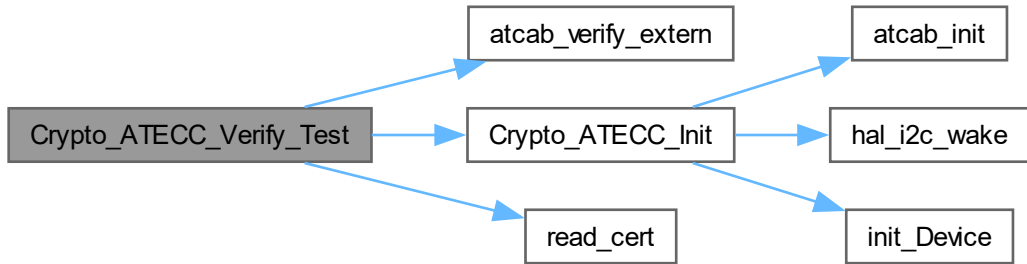 Crypto_ATECC_Verify_Test
atcab_verify_extern
Crypto_ATECC_Init
read_cert
atcab_init
hal_i2c_wake
init_Device